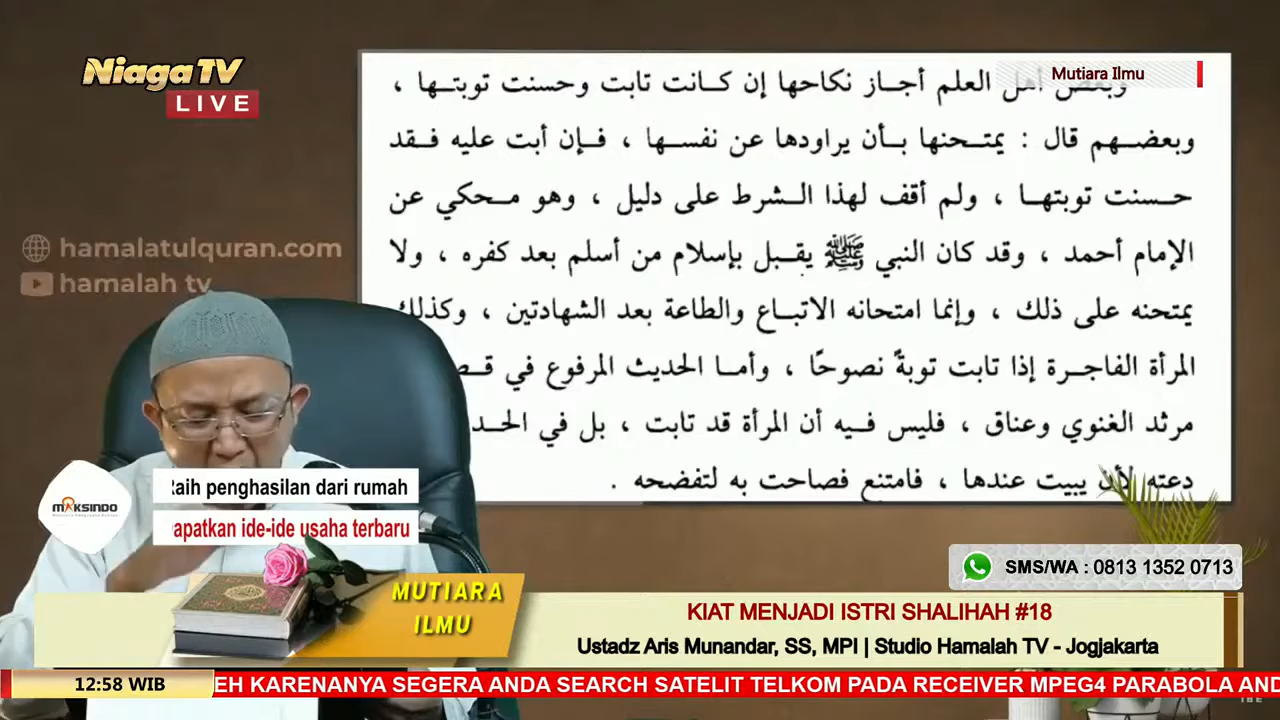 Niaga TV
LIVE
Mutiara Ilmu
وبعض أهل العلم أجاز نكاحها إن كانت تابت وحسنت توبتها ،
وبعضهم قال : يمتحنها بأن يراودها عن نفسها ، فإن أبت عليه فقد
حسنت توبتها ، ولم أقف لهذا الشرط على دليل ، وهو محكي عن
الإمام أحمد ، وقد كان النبي ﷺ يقبل بإسلام من أسلم بعد كفره ، ولا
يمتحنه على ذلك ، وإنما امتحانه الاتباع والطاعة بعد الشهادتين ، وكذلك
المرأة الفاجرة إذا تابت توبةً نصوحًا ، وأما الحديث المرفوع في
مرثد الغنوي وعناق ، فليس فيه أن المرأة قد تابت ، بل في
دعته لأن يبيت عندها ، فامتنع فصاحت به لتفضحه .
hamalatulquran.com
hamalah tv
MAKSINDO
Raih penghasilan dari rumah
apatkan ide-ide usaha terbaru
MUTIARA
ILMU
SMS/WA : 0813 1352 0713
KIAT MENJADI ISTRI SHALIHAH #18
Ustadz Aris Munandar, SS, MPI | Studio Hamalah TV - Jogjakarta
12:58 WIB
EH KARENANYA SEGERA ANDA SEARCH SATELIT TELKOM PADA RECEIVER MPEG4 PARABOLA AND